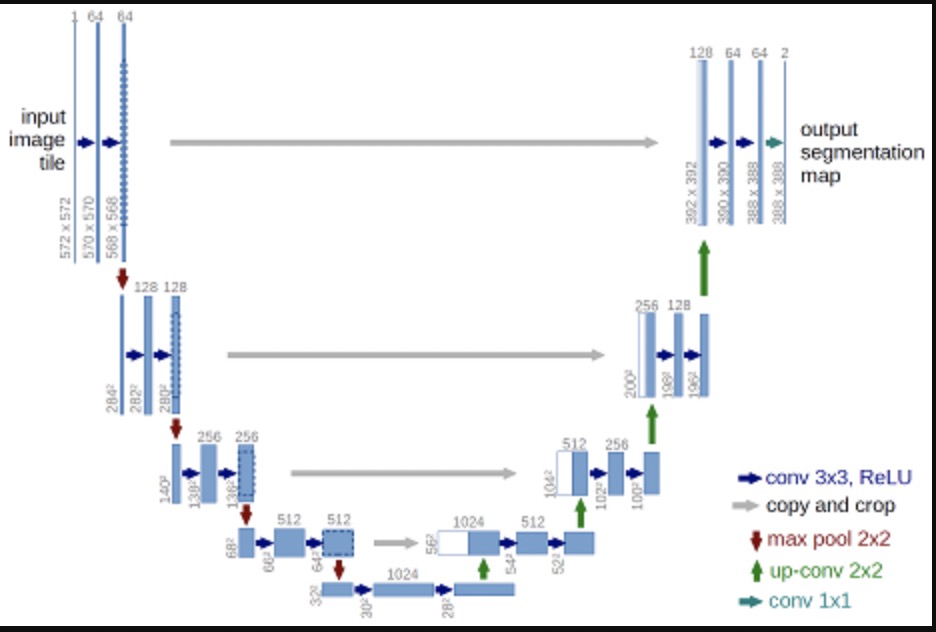 1 64 64
128 64 64 2
input
image
tile
output
segmentation
map
572 x 572
570 x 570
568 x 568
392 x 392
390 x 390
388 x 388
388 x 388
128 128
256 128
284²
282²
280²
200²
198²
196²
256 256
512 256
140²
138²
136²
104²
102²
100²
512 512
1024 512
68²
66²
64²
56²
54²
52²
1024
32²
30²
28²
conv 3x3, ReLU
copy and crop
max pool 2x2
up-conv 2x2
conv 1x1